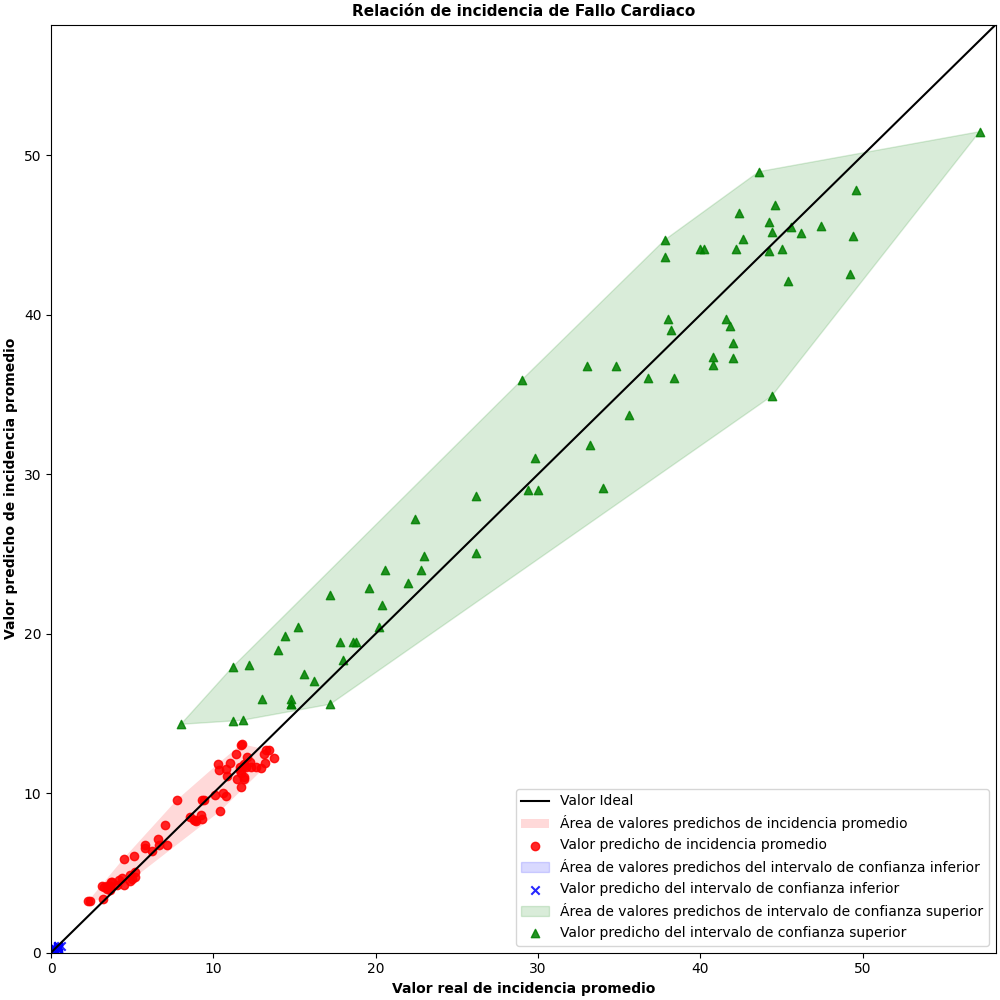 Relación de incidencia de Fallo Cardiaco
Valor predicho de incidencia promedio
50
40
30
20
10
0
0 10 20 30 40 50
Valor real de incidencia promedio
Valor Ideal
Área de valores predichos de incidencia promedio
Valor predicho de incidencia promedio
Área de valores predichos del intervalo de confianza inferior
Valor predicho del intervalo de confianza inferior
Área de valores predichos de intervalo de confianza superior
Valor predicho del intervalo de confianza superior